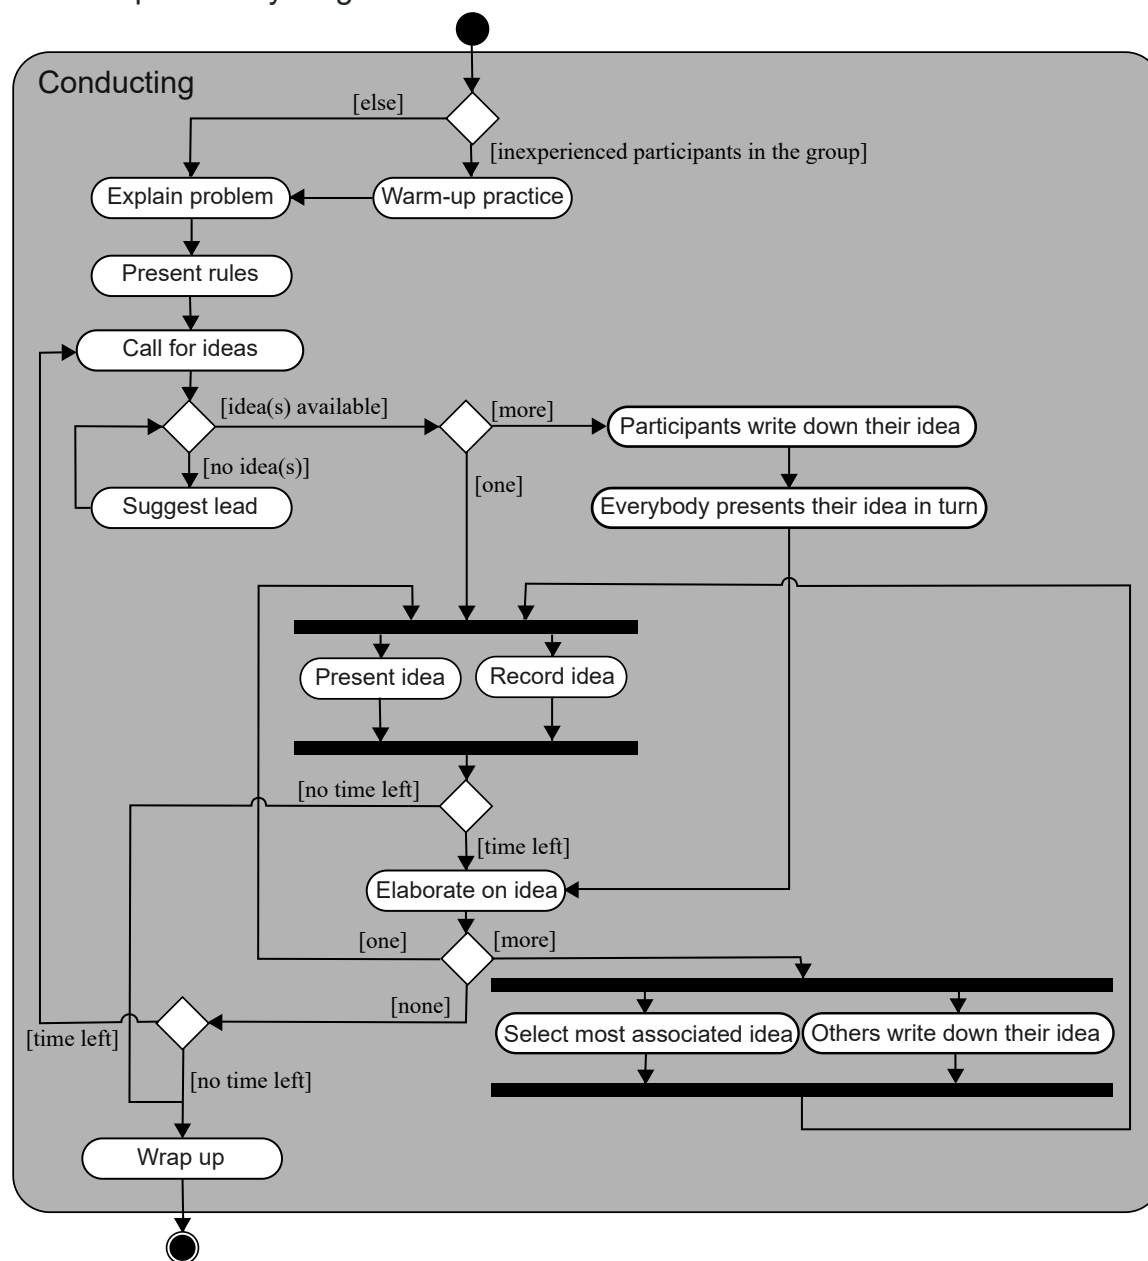 Conducting
[else]
[inexperienced participants in the group]
Explain problem
Warm-up practice
Present rules
Call for ideas
[idea(s) available]
[more]
Participants write down their idea
[no idea(s)]
[one]
Suggest lead
Everybody presents their idea in turn
Present idea
Record idea
[no time left]
[time left]
Elaborate on idea
[one]
[more]
[none]
[time left]
Select most associated idea
Others write down their idea
[no time left]
Wrap up